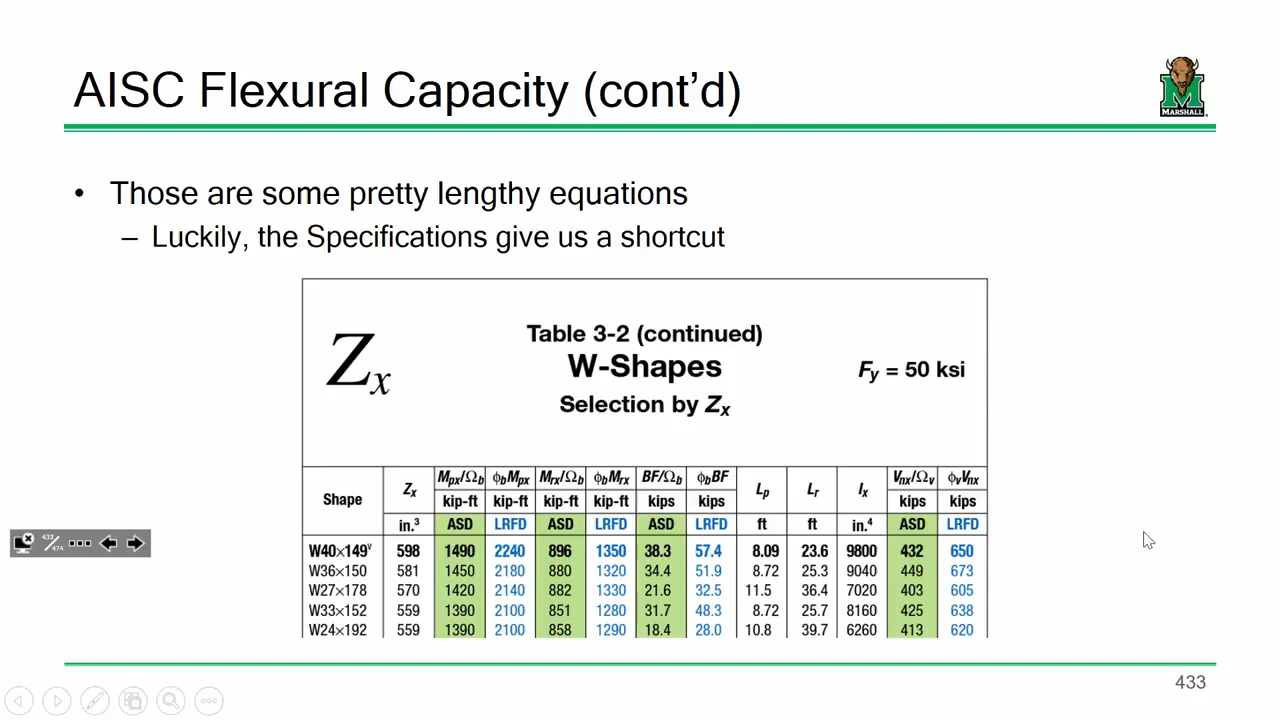 AISC Flexural Capacity (cont’d)
MARSHALL
• Those are some pretty lengthy equations
– Luckily, the Specifications give us a shortcut
Table 3-2 (continued)
Zx W-Shapes Fy = 50 ksi
Selection by Zx
Shape Zx Mpx/Ωb ϕbMpx Mrx/Ωb ϕbMrx BF/Ωb ϕbBF Lp Lr Ix Vnx/Ωv ϕvVnx
kip-ft kip-ft kip-ft kip-ft kips kips kips kips
in.³ ASD LRFD ASD LRFD ASD LRFD ft ft in.⁴ ASD LRFD
W40×149ᵛ 598 1490 2240 896 1350 38.3 57.4 8.09 23.6 9800 432 650
W36×150 581 1450 2180 880 1320 34.4 51.9 8.72 25.3 9040 449 673
W27×178 570 1420 2140 882 1330 21.6 32.5 11.5 36.4 7020 403 605
W33×152 559 1390 2100 851 1280 31.7 48.3 8.72 25.7 8160 425 638
W24×192 559 1390 2100 858 1290 18.4 28.0 10.8 39.7 6260 413 620
433/474
433